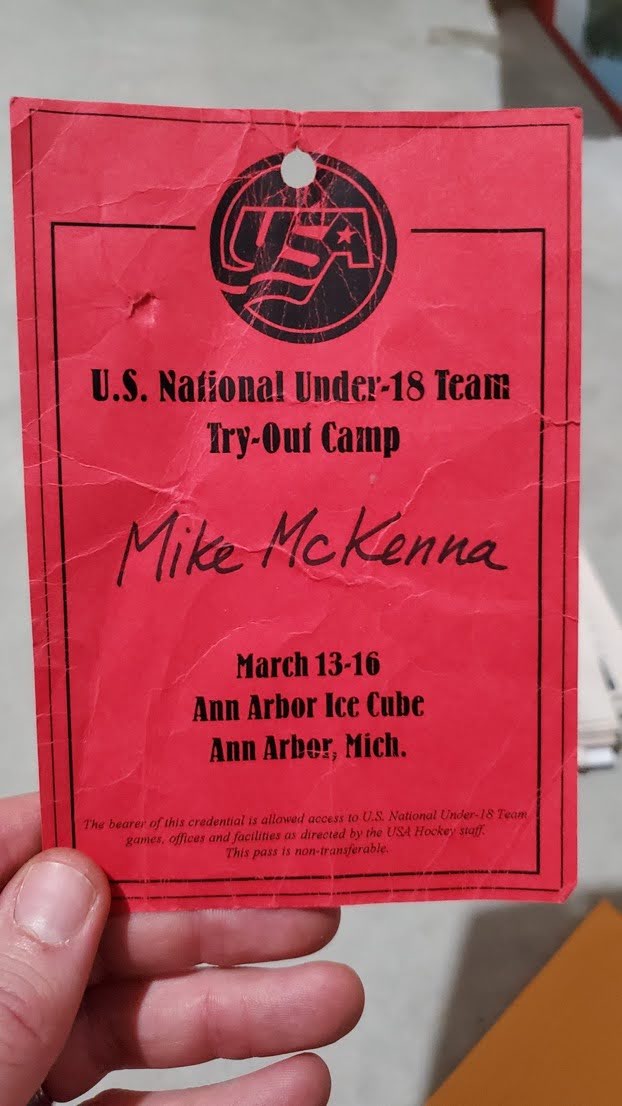 USA
U.S. National Under-18 Team
Try-Out Camp
Mike McKenna
March 13-16
Ann Arbor Ice Cube
Ann Arbor, Mich.
The bearer of this credential is allowed access to U.S. National Under-18 Team
games, offices and facilities as directed by the USA Hockey staff.
This pass is non-transferable.